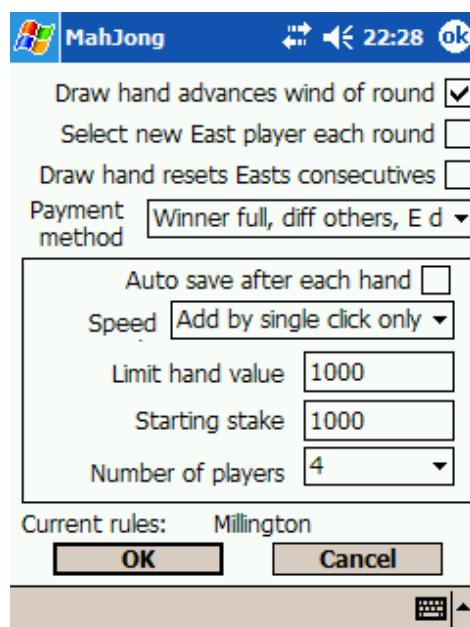 MahJong 22:28 ok
Draw hand advances wind of round
Select new East player each round
Draw hand resets Easts consecutives
Payment method Winner full, diff others, E d
Auto save after each hand
Speed Add by single click only
Limit hand value 1000
Starting stake 1000
Number of players 4
Current rules: Millington
OK Cancel